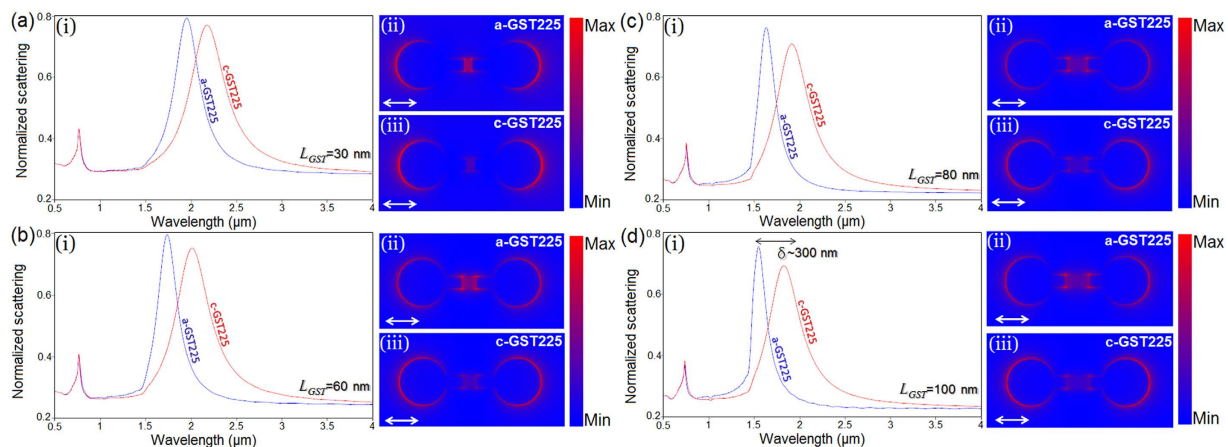 (a)
(i)
Normalized scattering
0.8
0.6
0.4
0.2
a-GST225
c-GST225
L_GST=30 nm
0.5 1 1.5 2 2.5 3 3.5 4
Wavelength (μm)
(ii)
a-GST225
(iii)
c-GST225
Max
Min
(b)
(i)
Normalized scattering
0.8
0.6
0.4
0.2
a-GST225
c-GST225
L_GST=60 nm
0.5 1 1.5 2 2.5 3 3.5 4
Wavelength (μm)
(ii)
a-GST225
(iii)
c-GST225
Max
Min
(c)
(i)
Normalized scattering
0.8
0.6
0.4
0.2
a-GST225
c-GST225
L_GST=80 nm
0.5 1 1.5 2 2.5 3 3.5 4
Wavelength (μm)
(ii)
a-GST225
(iii)
c-GST225
Max
Min
(d)
(i)
Normalized scattering
0.8
0.6
0.4
0.2
δ~300 nm
a-GST225
c-GST225
L_GST=100 nm
0.5 1 1.5 2 2.5 3 3.5 4
Wavelength (μm)
(ii)
a-GST225
(iii)
c-GST225
Max
Min